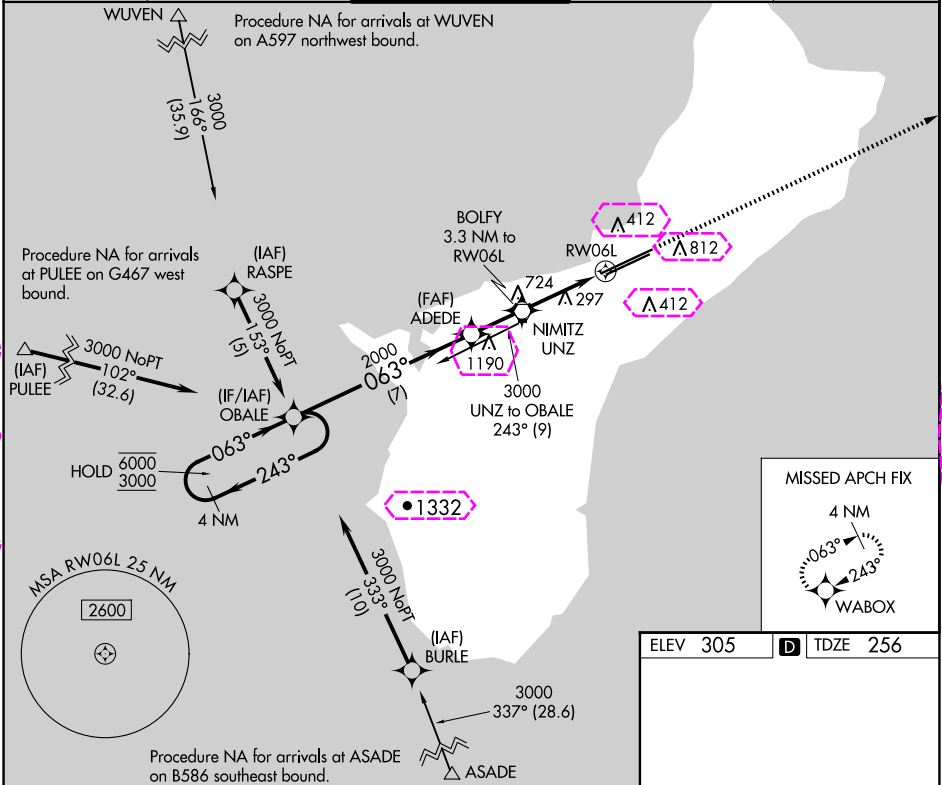 WUVEN
Procedure NA for arrivals at WUVEN
on A597 northwest bound.
3000
166°
(35.9)
Procedure NA for arrivals
at PULEE on G467 west
bound.
(IAF)
RASPE
3000 NoPT
153°
(5)
3000 NoPT
102°
(32.6)
(IAF)
PULEE
(IF/IAF)
OBALE
HOLD
6000
3000
063°
243°
4 NM
2000
063°
(7)
(FAF)
ADEDE
BOLFY
3.3 NM to
RW06L
RW06L
412
812
412
724
297
1190
NIMITZ
UNZ
3000
UNZ to OBALE
243° (9)
1332
MSA RW06L 25 NM
2600
3000 NoPT
333°
(10)
(IAF)
BURLE
3000
337° (28.6)
ASADE
Procedure NA for arrivals at ASADE
on B586 southeast bound.
MISSED APCH FIX
4 NM
063°
243°
WABOX
ELEV 305 D TDZE 256